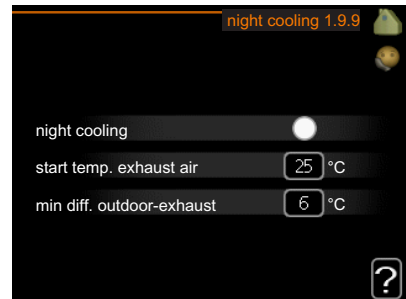 night cooling 1.9.9
night cooling
start temp. exhaust air 25 °C
min diff. outdoor-exhaust 6 °C
?